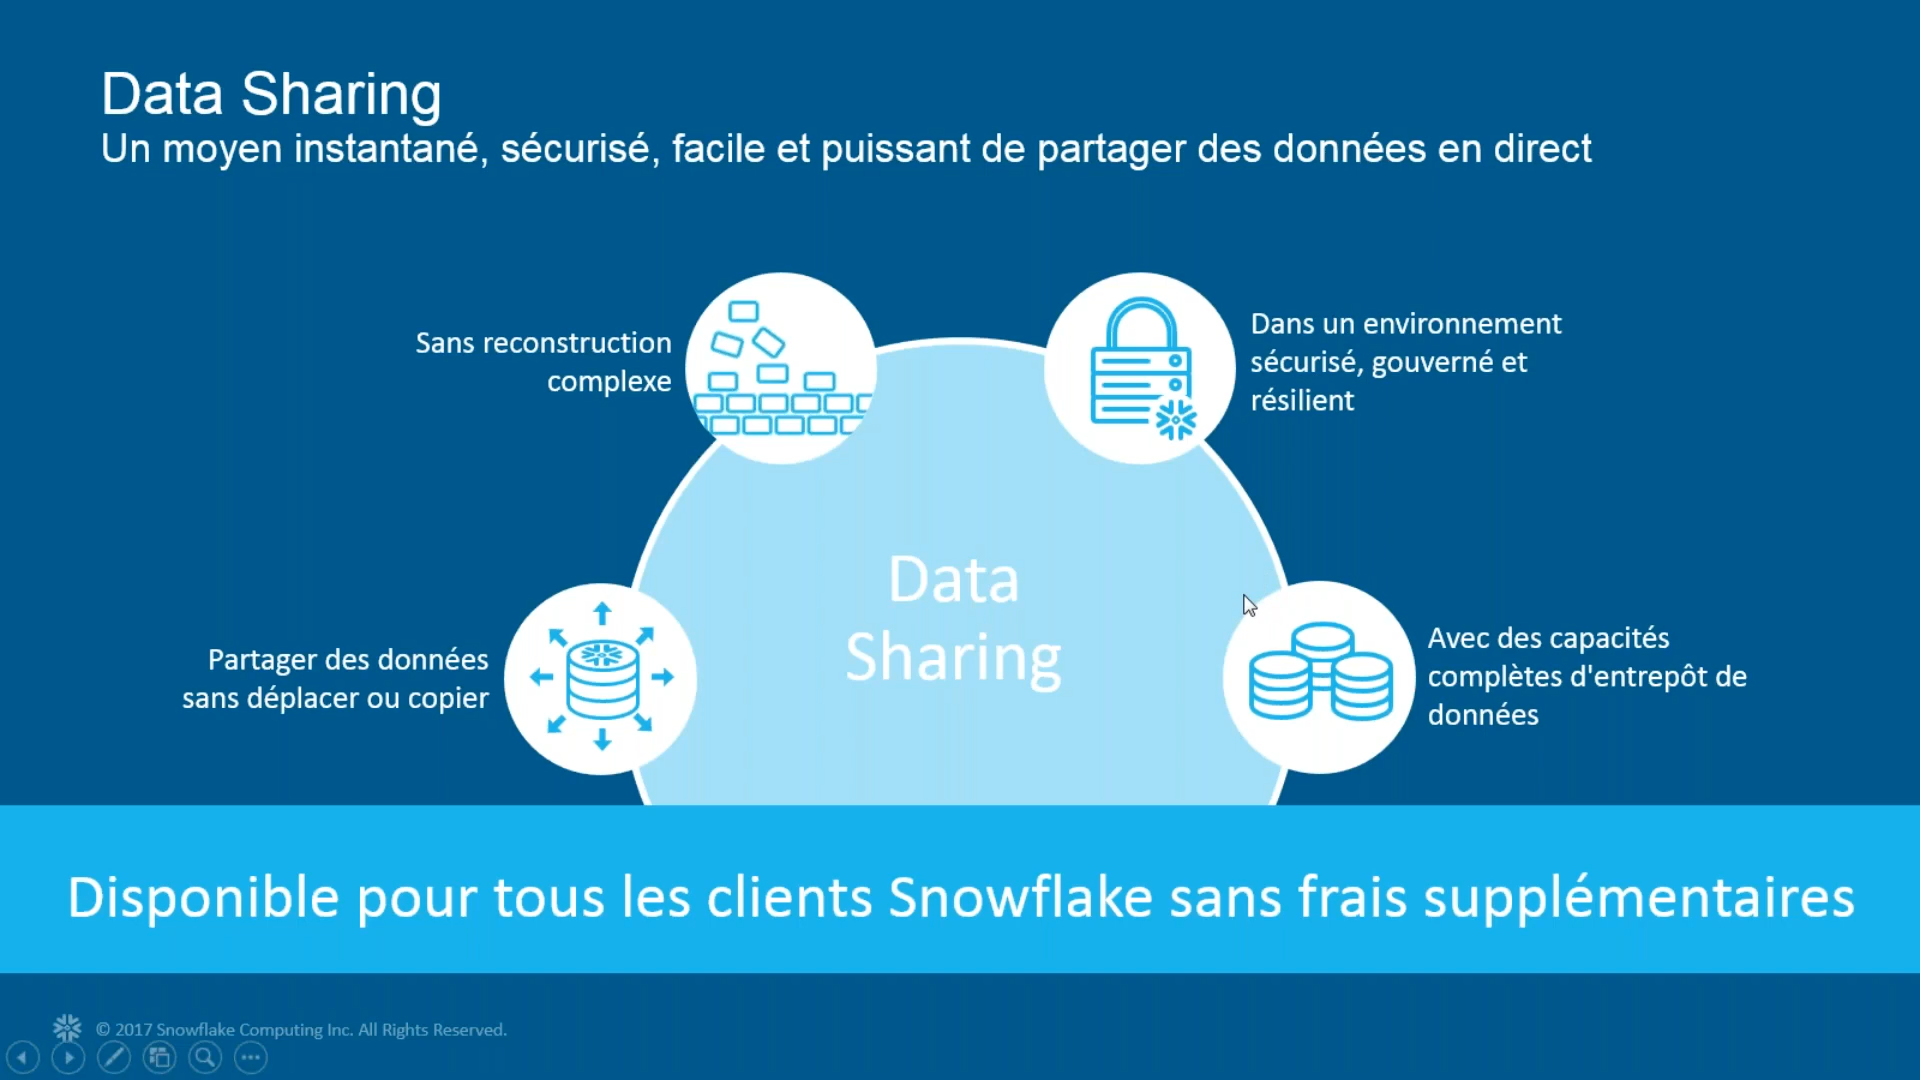 Data Sharing
Un moyen instantané, sécurisé, facile et puissant de partager des données en direct
Sans reconstruction
complexe
Dans un environnement
sécurisé, gouverné et
résilient
Data
Sharing
Partager des données
sans déplacer ou copier
Avec des capacités
complètes d'entrepôt de
données
Disponible pour tous les clients Snowflake sans frais supplémentaires
© 2017 Snowflake Computing Inc. All Rights Reserved.